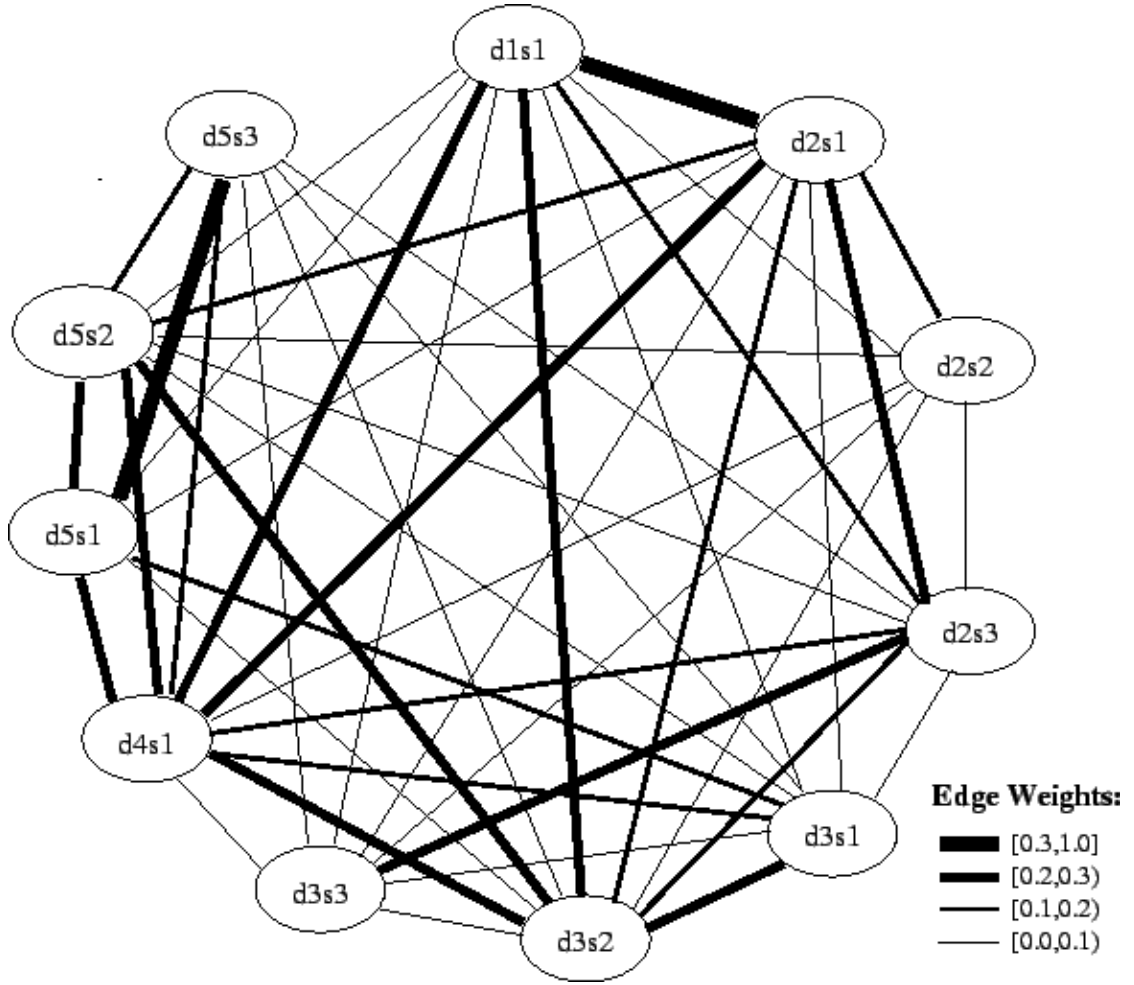 d1s1
d5s3
d2s1
d5s2
d2s2
d5s1
d2s3
d4s1
d3s1
d3s3
d3s2
Edge Weights:
[0.3,1.0]
[0.2,0.3)
[0.1,0.2)
[0.0,0.1)